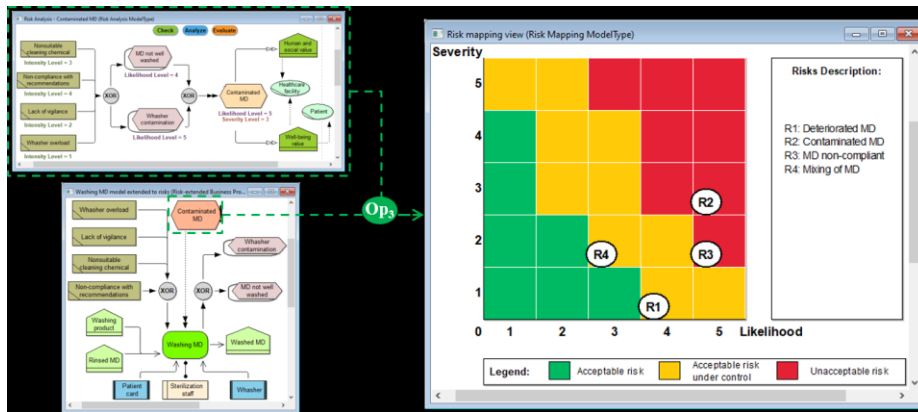 Risk Analysis - Contaminated MD (Risk Analysis ModelType)
Check
Analyze
Evaluate
Nonsuitable
cleaning chemical
Intensity Level = 3
Non-compliance with
recommendations
Intensity Level = 4
Lack of vigilance
Intensity Level = 2
Whasher overload
Intensity Level = 1
XOR
MD not well
washed
Likelihood Level = 4
Whasher
contamination
Likelihood Level = 5
XOR
Contaminated
MD
Likelihood Level = 5
Severity Level = 3
Human and
social value
Healthcare
facility
Patient
Well-being
value
Washing MD model extended to risks (Risk-extended Business Pro...
Whasher overload
Lack of vigilance
Nonsuitable
cleaning chemical
Non-compliance with
recommendations
Contaminated
MD
XOR
XOR
Whasher
contamination
MD not well
washed
Washing
product
Rinsed MD
Washing MD
Washed MD
Patient
card
Sterilization
staff
Whasher
Op3
Risk mapping view (Risk Mapping ModelType)
Severity
5
4
3
2
1
0
1
2
3
4
5
Likelihood
R2
R4
R3
R1
Risks Description:
R1: Deteriorated MD
R2: Contaminated MD
R3: MD non-compliant
R4: Mixing of MD
Legend:
Acceptable risk
Acceptable risk
under control
Unacceptable risk